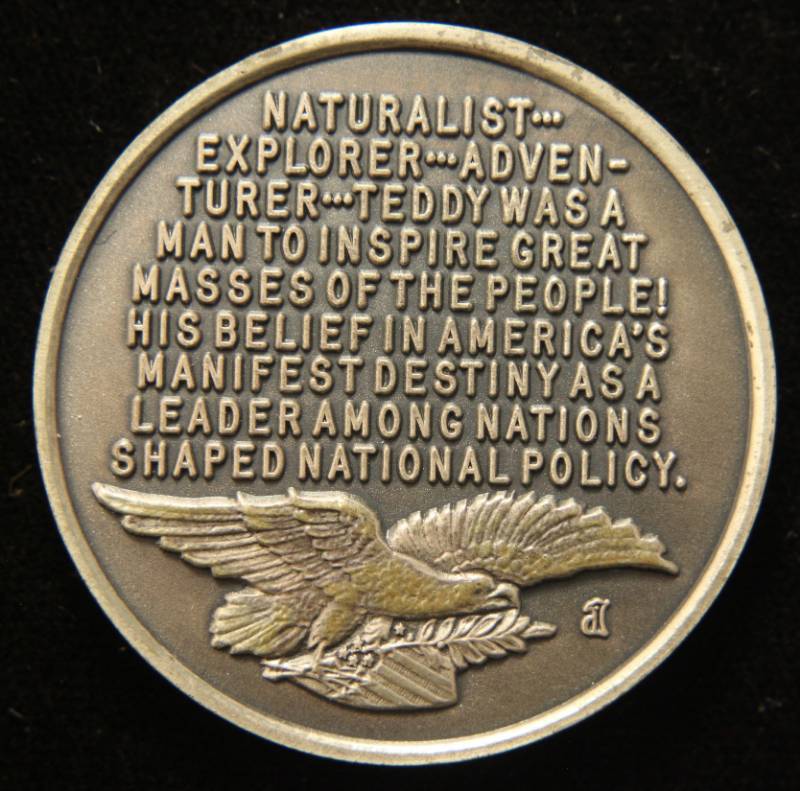 NATURALIST...
EXPLORER...ADVEN-
TURER...TEDDY WAS A
MAN TO INSPIRE GREAT
MASSES OF THE PEOPLE!
HIS BELIEF IN AMERICA'S
MANIFEST DESTINY AS A
LEADER AMONG NATIONS
SHAPED NATIONAL POLICY.